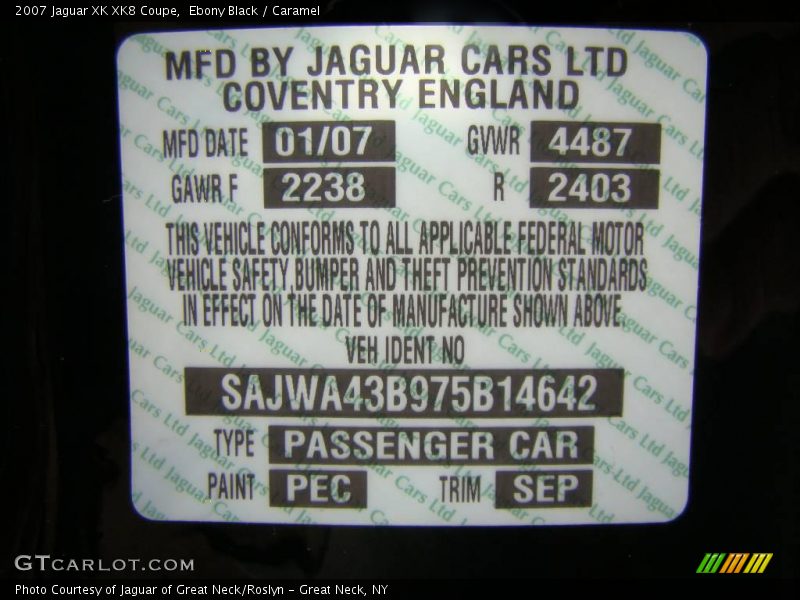 2007 Jaguar XK XK8 Coupe,  Ebony Black / Caramel
MFD BY JAGUAR CARS LTD
COVENTRY ENGLAND
MFD DATE 01/07 GVWR 4487
GAWR F 2238 R 2403
THIS VEHICLE CONFORMS TO ALL APPLICABLE FEDERAL MOTOR
VEHICLE SAFETY, BUMPER AND THEFT PREVENTION STANDARDS
IN EFFECT ON THE DATE OF MANUFACTURE SHOWN ABOVE
VEH IDENT NO
SAJWA43B975B14642
TYPE PASSENGER CAR
PAINT PEC TRIM SEP
GTCARLOT.COM
Photo Courtesy of Jaguar of Great Neck/Roslyn - Great Neck, NY